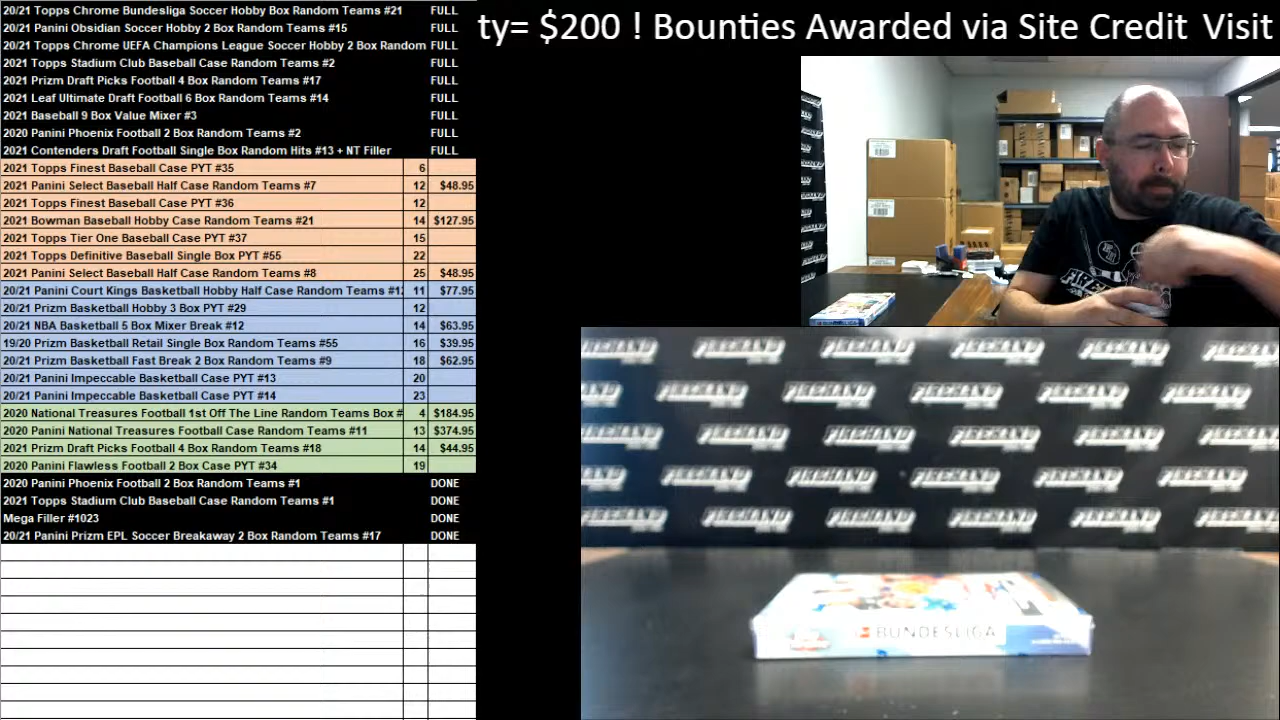 20/21 Topps Chrome Bundesliga Soccer Hobby Box Random Teams #21 FULL
20/21 Panini Obsidian Soccer Hobby 2 Box Random Teams #15 FULL
20/21 Topps Chrome UEFA Champions League Soccer Hobby 2 Box Random FULL
2021 Topps Stadium Club Baseball Case Random Teams #2 FULL
2021 Prizm Draft Picks Football 4 Box Random Teams #17 FULL
2021 Leaf Ultimate Draft Football 6 Box Random Teams #14 FULL
2021 Baseball 9 Box Value Mixer #3 FULL
2020 Panini Phoenix Football 2 Box Random Teams #2 FULL
2021 Contenders Draft Football Single Box Random Hits #13 + NT Filler FULL
2021 Topps Finest Baseball Case PYT #35 6
2021 Panini Select Baseball Half Case Random Teams #7 12 $48.95
2021 Topps Finest Baseball Case PYT #36 12
2021 Bowman Baseball Hobby Case Random Teams #21 14 $127.95
2021 Topps Tier One Baseball Case PYT #37 15
2021 Topps Definitive Baseball Single Box PYT #55 22
2021 Panini Select Baseball Half Case Random Teams #8 25 $48.95
20/21 Panini Court Kings Basketball Hobby Half Case Random Teams #12 11 $77.95
20/21 Prizm Basketball Hobby 3 Box PYT #29 12
20/21 NBA Basketball 5 Box Mixer Break #12 14 $63.95
19/20 Prizm Basketball Retail Single Box Random Teams #55 16 $39.95
20/21 Prizm Basketball Fast Break 2 Box Random Teams #9 18 $62.95
20/21 Panini Impeccable Basketball Case PYT #13 20
20/21 Panini Impeccable Basketball Case PYT #14 23
2020 National Treasures Football 1st Off The Line Random Teams Box # 4 $184.95
2020 Panini National Treasures Football Case Random Teams #11 13 $374.95
2021 Prizm Draft Picks Football 4 Box Random Teams #18 14 $44.95
2020 Panini Flawless Football 2 Box Case PYT #34 19
2020 Panini Phoenix Football 2 Box Random Teams #1 DONE
2021 Topps Stadium Club Baseball Case Random Teams #1 DONE
Mega Filler #1023 DONE
20/21 Panini Prizm EPL Soccer Breakaway 2 Box Random Teams #17 DONE
ty= $200 ! Bounties Awarded via Site Credit Visit
FIREHAND
BUNDESLIGA